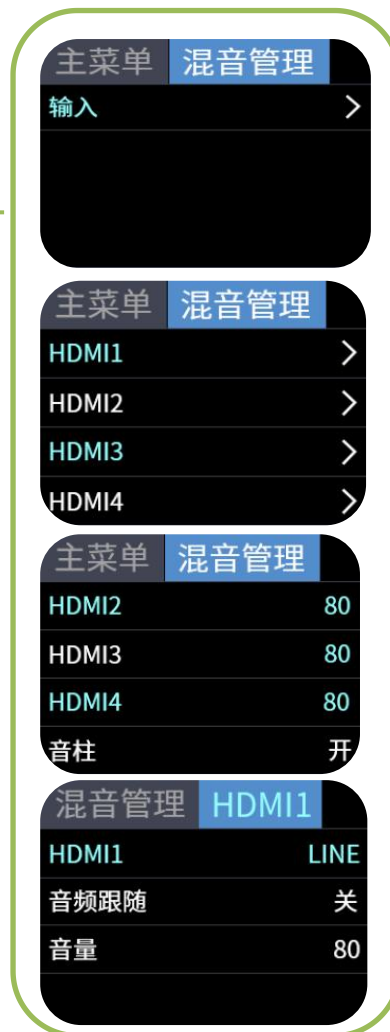 主菜单 混音管理
输入
主菜单 混音管理
HDMI1
HDMI2
HDMI3
HDMI4
主菜单 混音管理
HDMI2 80
HDMI3 80
HDMI4 80
音柱 开
混音管理 HDMI1
HDMI1 LINE
音频跟随 关
音量 80